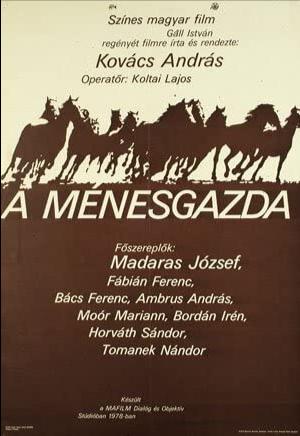 Színes magyar film
Gáll István
regényét filmre írta és rendezte:
Kovács András
Operatőr: Koltai Lajos
A MÉNESGAZDA
Főszereplők:
Madaras József,
Fábián Ferenc,
Bács Ferenc, Ambrus András,
Moór Mariann, Bordán Irén,
Horváth Sándor,
Tomanek Nándor
Készült
a MAFILM Dialóg és Objektív
Stúdióban 1978-ban